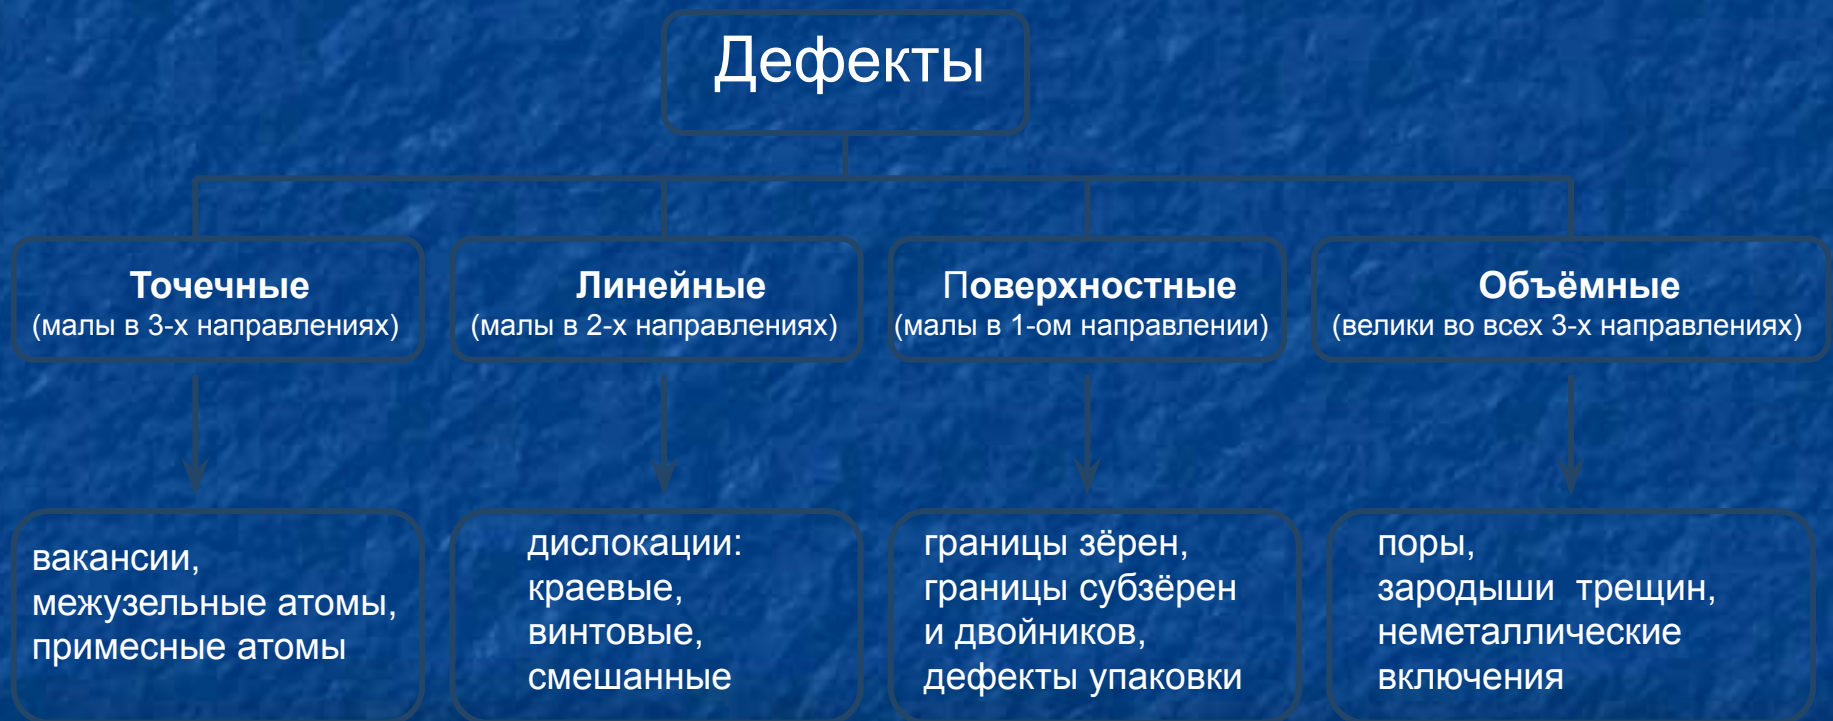 Дефекты
Точечные
(малы в 3-х направлениях)
Линейные
(малы в 2-х направлениях)
Поверхностные
(малы в 1-ом направлении)
Объёмные
(велики во всех 3-х направлениях)
вакансии,
межузельные атомы,
примесные атомы
дислокации:
краевые,
винтовые,
смешанные
границы зёрен,
границы субзёрен
и двойников,
дефекты упаковки
поры,
зародыши  трещин,
неметаллические
включения